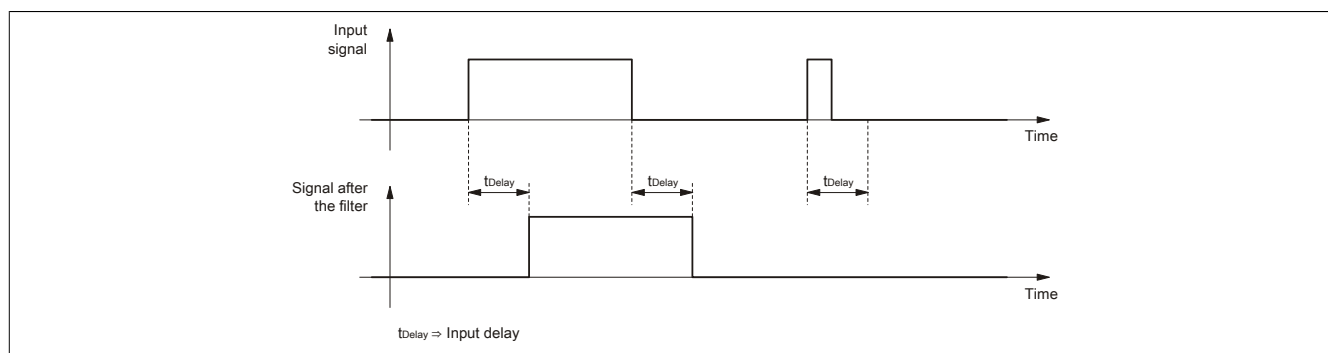 Input
signal
Time
tDelay
tDelay
tDelay
Signal after
the filter
Time
tDelay ⇒ Input delay